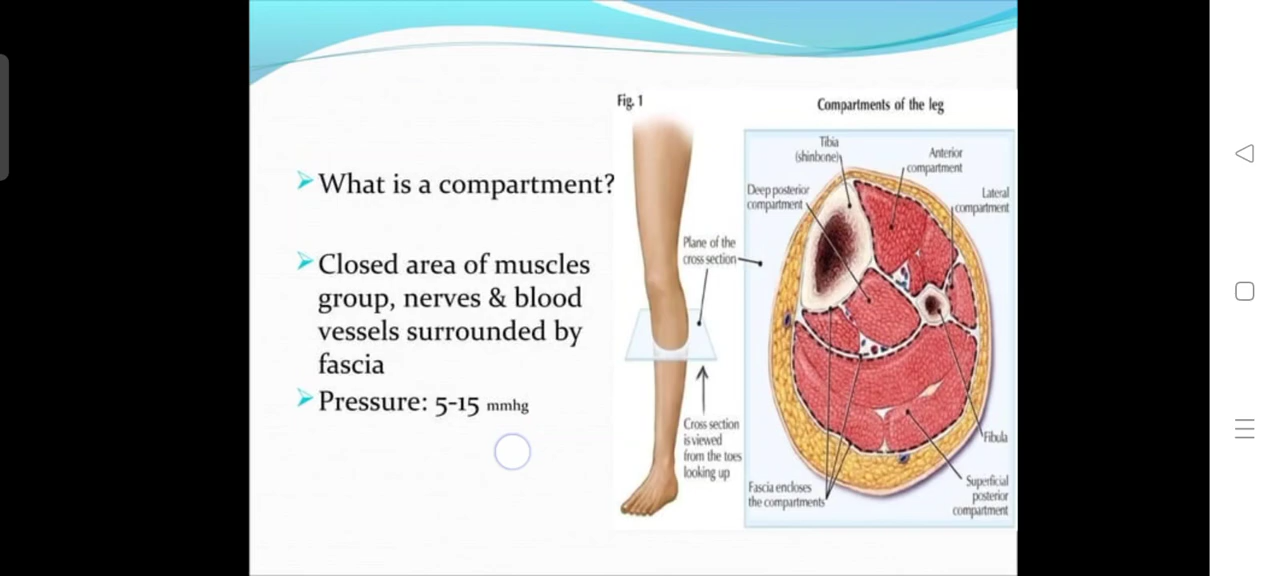 What is a compartment?
Closed area of muscles
group, nerves & blood
vessels surrounded by
fascia
Pressure: 5-15 mmhg
Fig. 1
Compartments of the leg
Tibia
(shinbone)
Anterior
compartment
Deep posterior
compartment
Lateral
compartment
Plane of the
cross section
Cross section
is viewed
from the toes
looking up
Fascia encloses
the compartments
Fibula
Superficial
posterior
compartment